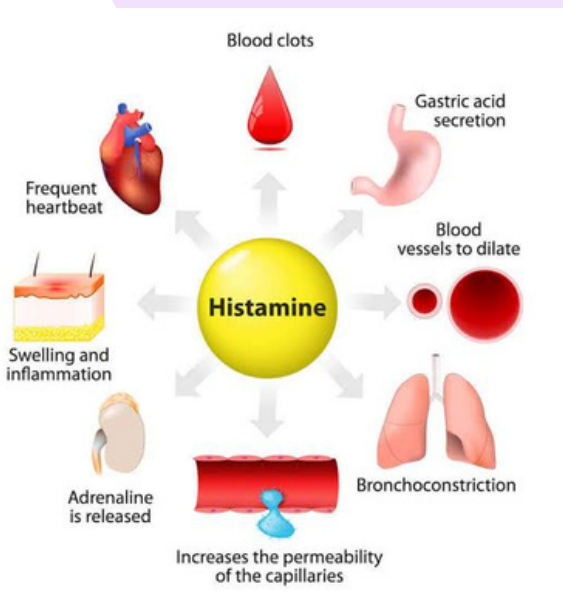 Blood clots
Gastric acid
secretion
Frequent
heartbeat
Blood
vessels to dilate
Histamine
Swelling and
inflammation
Bronchoconstriction
Adrenaline
is released
Increases the permeability
of the capillaries